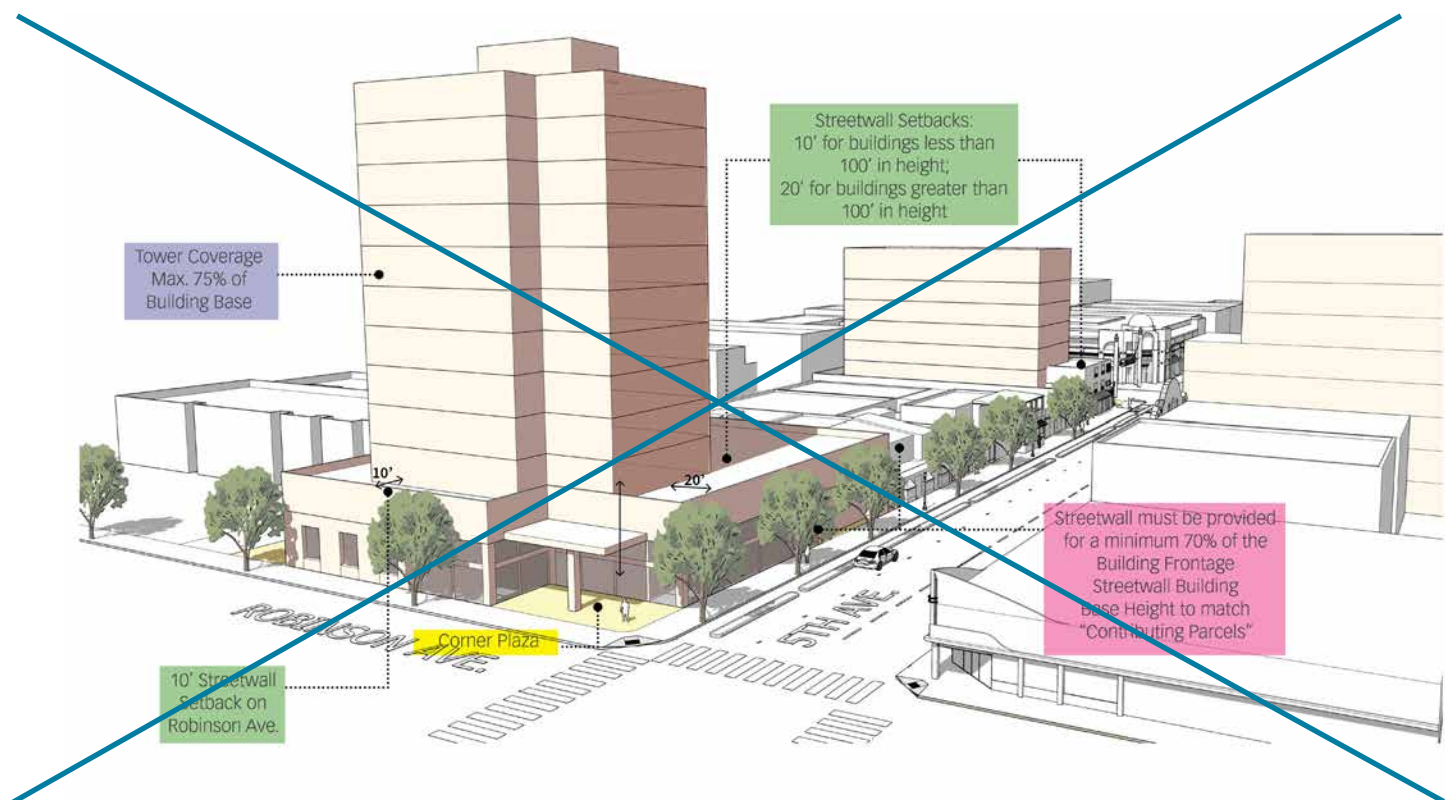 Streetwall Setbacks:
10' for buildings less than
100' in height;
20' for buildings greater than
100' in height
Tower Coverage
Max. 75% of
Building Base
10'
20'
Streetwall must be provided
for a minimum 70% of the
Building Frontage
Streetwall Building
Base Height to match
"Contributing Parcels"
ROBINSON AVE.
5TH AVE.
Corner Plaza
10' Streetwall
Setback on
Robinson Ave.